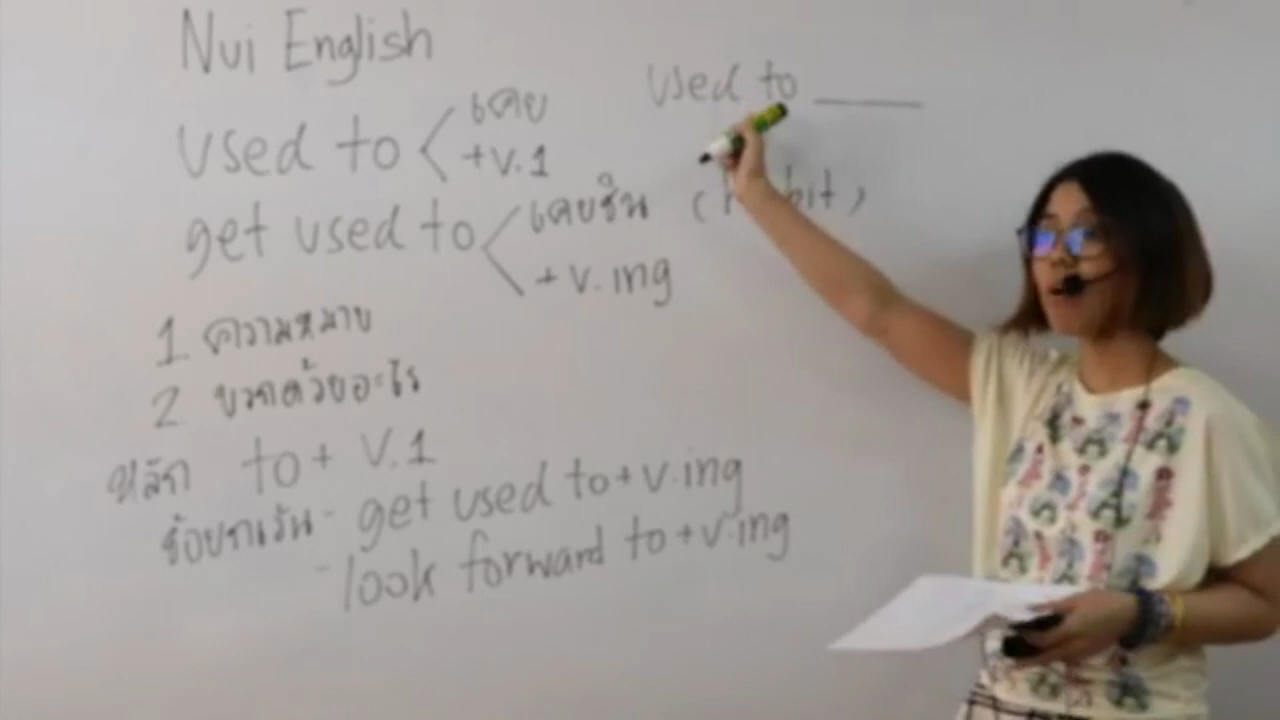 Nui English
used to เคย
+v.1
used to ____
get used to เคยชิน (habit)
+ v.ing
1 ความหมาย
2 บวกด้วยอะไร
หลัก to + V.1
ข้อยกเว้น - get used to+v.ing
- look forward to +v.ing